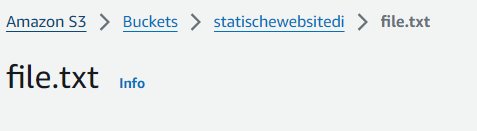 Amazon S3 > Buckets > statischewebsitedi > file.txt
file.txt Info